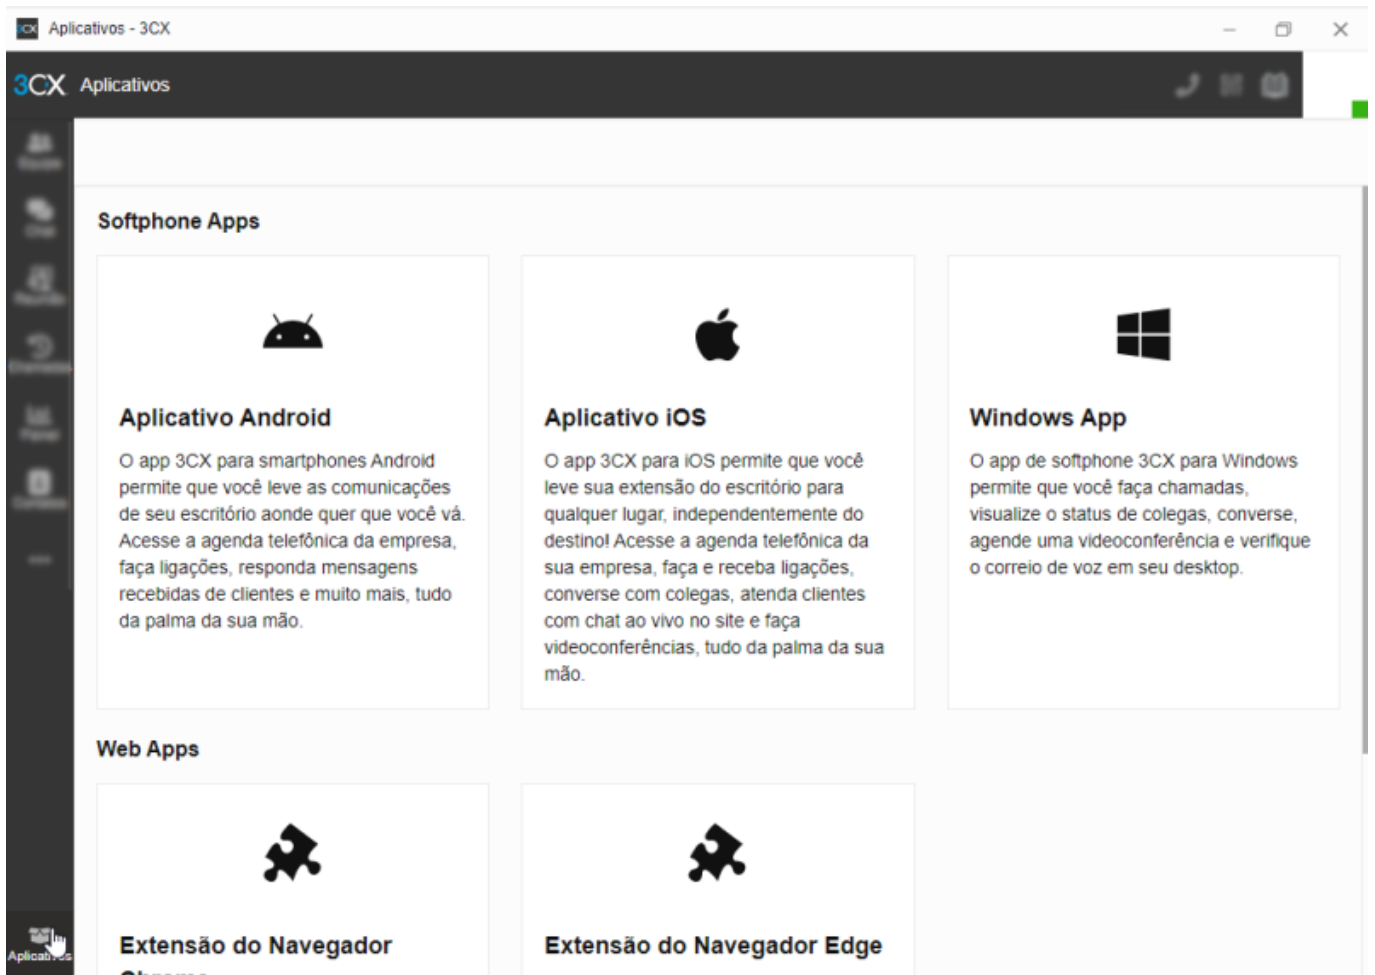 Aplicativos - 3CX
3CX Aplicativos
Softphone Apps
Aplicativo Android
O app 3CX para smartphones Android
permite que você leve as comunicações
de seu escritório aonde quer que você vá.
Acesse a agenda telefônica da empresa,
faça ligações, responda mensagens
recebidas de clientes e muito mais, tudo
da palma da sua mão.
Aplicativo iOS
O app 3CX para iOS permite que você
leve sua extensão do escritório para
qualquer lugar, independentemente do
destino! Acesse a agenda telefônica da
sua empresa, faça e receba ligações,
converse com colegas, atenda clientes
com chat ao vivo no site e faça
videoconferências, tudo da palma da sua
mão.
Windows App
O app de softphone 3CX para Windows
permite que você faça chamadas,
visualize o status de colegas, converse,
agende uma videoconferência e verifique
o correio de voz em seu desktop.
Web Apps
Extensão do Navegador
Extensão do Navegador Edge
Aplicativos